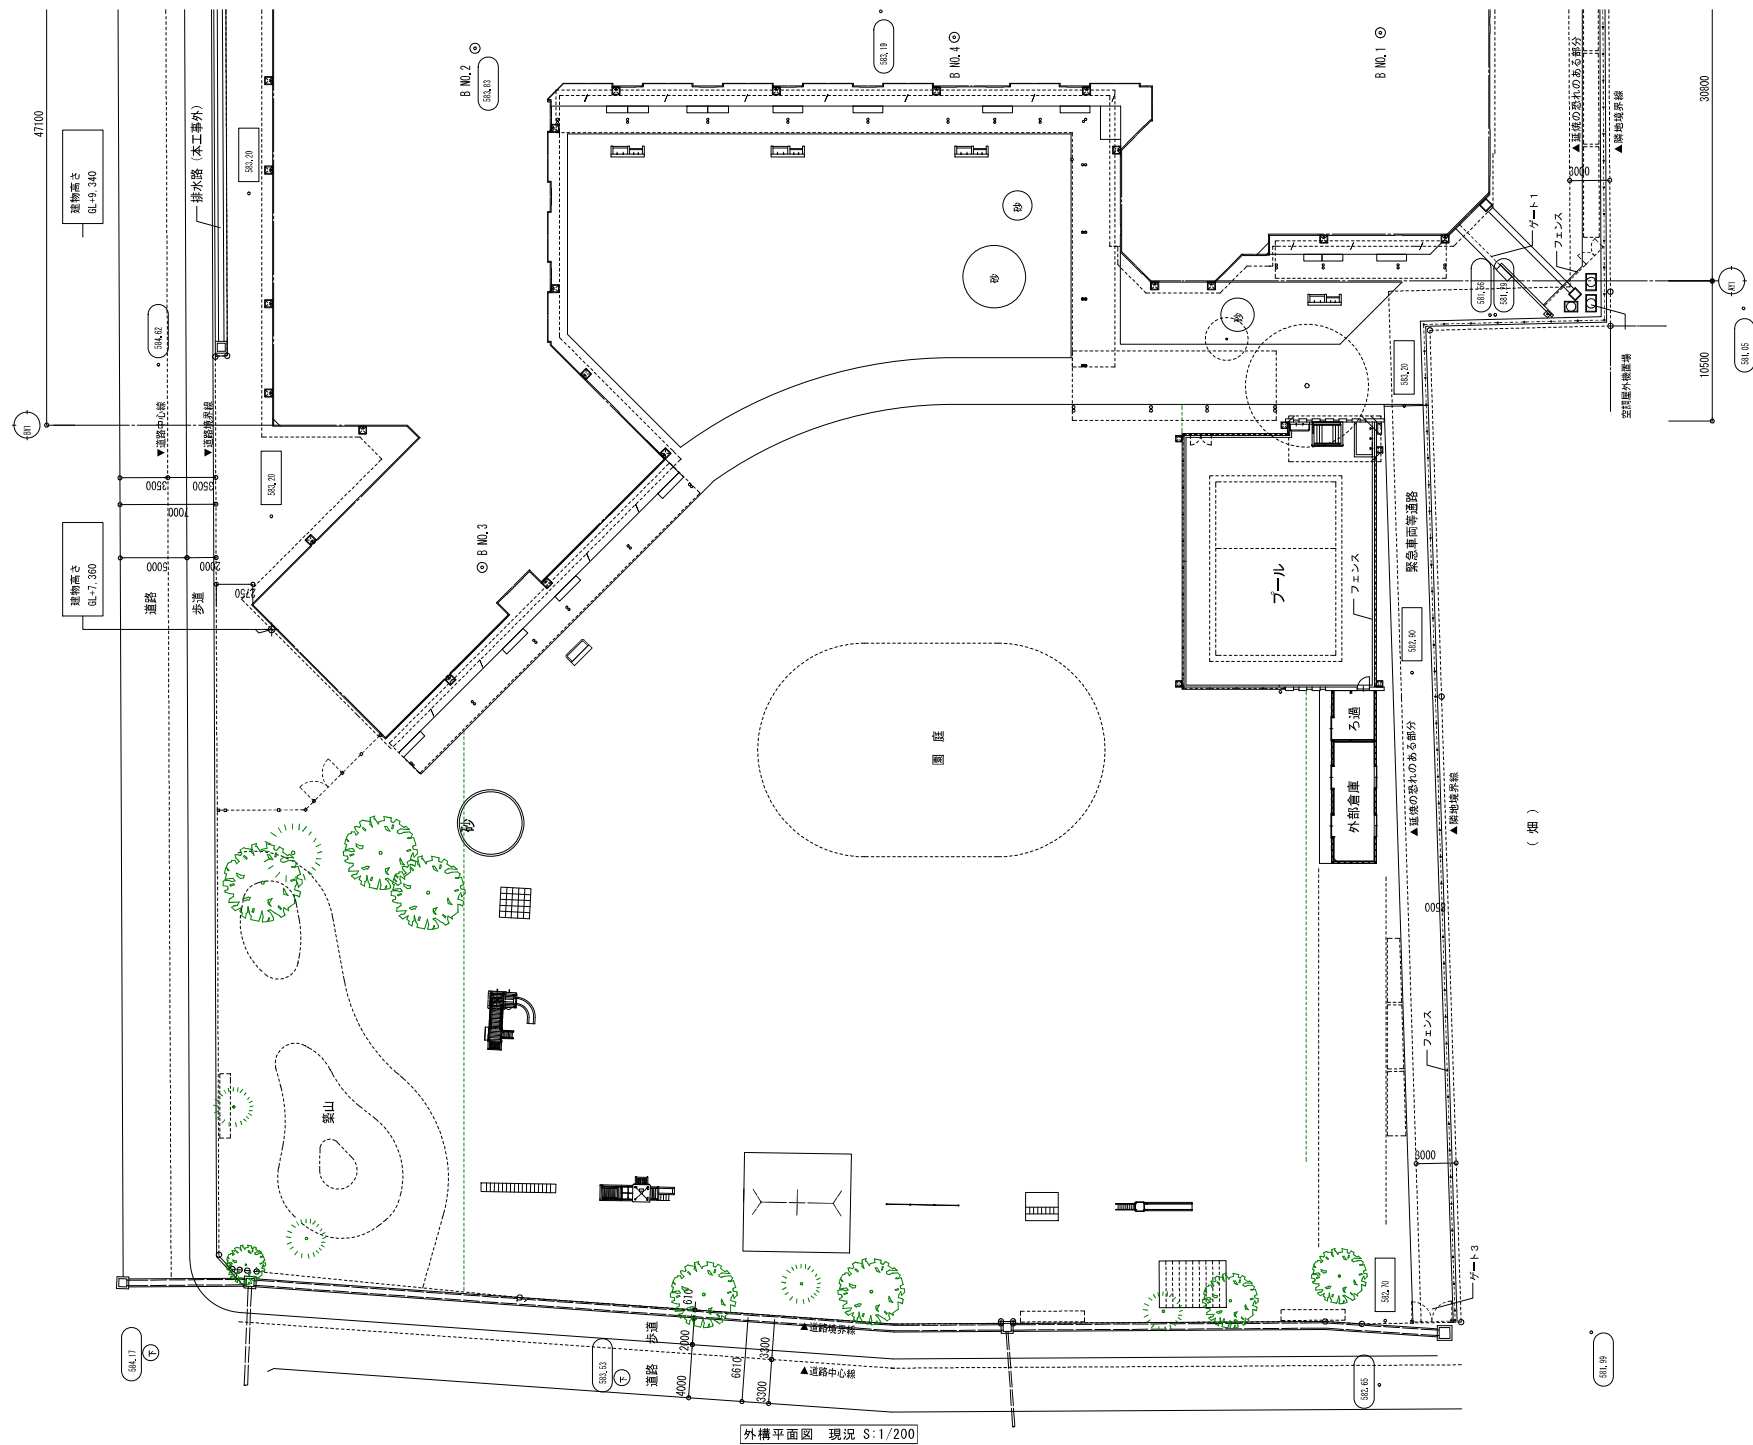 47100
建物高さ
GL+9.340
排水路（本工事外）
583.20
B NO.2
583.83
583.19
B NO.4
B NO.1
▲延焼の恐れのある部分
▲隣地境界線
30800
3000
ゲート1
フェンス
砂
砂
砂
581.66
581.05
583.20
空調屋外機置場
10500
584.62
▼道路中心線
▼道路境界線
3500
3500
7000
5000
2000
2750
583.20
建物高さ
GL+7.360
道路
歩道
B NO.3
プール
フェンス
緊急車両等通路
582.90
ろ過
外部倉庫
▲延焼の恐れのある部分
▲隣地境界線
（ 畑 ）
園 庭
砂
築山
2500
フェンス
3000
ゲート3
582.70
584.17
下
583.53
下
道路
歩道
610
2000
4000
6610
3300
3300
▲道路境界線
▲道路中心線
582.65
581.99
外構平面図 現況 S:1/200